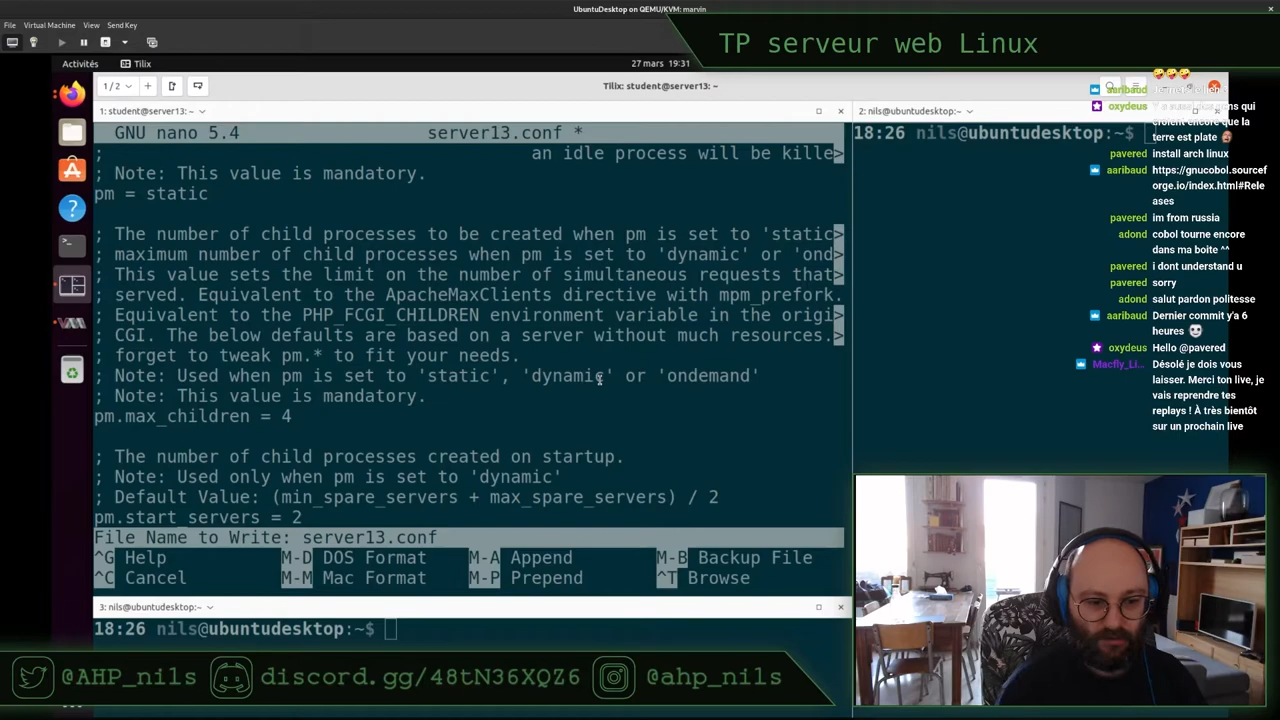 UbuntuDesktop on QEMU/KVM: marvin
File Virtual Machine View Send Key
TP serveur web Linux
Activités Tilix 27 mars 19:31
1 / 2 Tilix: student@server13: ~
1: student@server13: ~
2: nils@ubuntudesktop:~
GNU nano 5.4 server13.conf *
; an idle process will be kille>
; Note: This value is mandatory.
pm = static
; The number of child processes to be created when pm is set to 'static>
; maximum number of child processes when pm is set to 'dynamic' or 'ond>
; This value sets the limit on the number of simultaneous requests that>
; served. Equivalent to the ApacheMaxClients directive with mpm_prefork.
; Equivalent to the PHP_FCGI_CHILDREN environment variable in the origi>
; CGI. The below defaults are based on a server without much resources.>
; forget to tweak pm.* to fit your needs.
; Note: Used when pm is set to 'static', 'dynamic' or 'ondemand'
; Note: This value is mandatory.
pm.max_children = 4
; The number of child processes created on startup.
; Note: Used only when pm is set to 'dynamic'
; Default Value: (min_spare_servers + max_spare_servers) / 2
pm.start_servers = 2
File Name to Write: server13.conf
^G Help M-D DOS Format M-A Append M-B Backup File
^C Cancel M-M Mac Format M-P Prepend ^T Browse
18:26 nils@ubuntudesktop:~$
3: nils@ubuntudesktop:~
18:26 nils@ubuntudesktop:~$
aaribaud
oxydeus qui
croient encore que la
terre est plate
pavered install arch linux
aaribaud https://gnucobol.sourcef
orge.io/index.html#Rele
ases
pavered im from russia
adond cobol tourne encore
dans ma boite ^^
pavered i dont understand u
pavered sorry
adond salut pardon politesse
aaribaud Dernier commit y'a 6
heures
oxydeus Hello @pavered
Macfly_Li… Désolé je dois vous
laisser. Merci ton live, je
vais reprendre tes
replays ! À très bientôt
sur un prochain live
@AHP_nils discord.gg/48tN36XQZ6 @ahp_nils